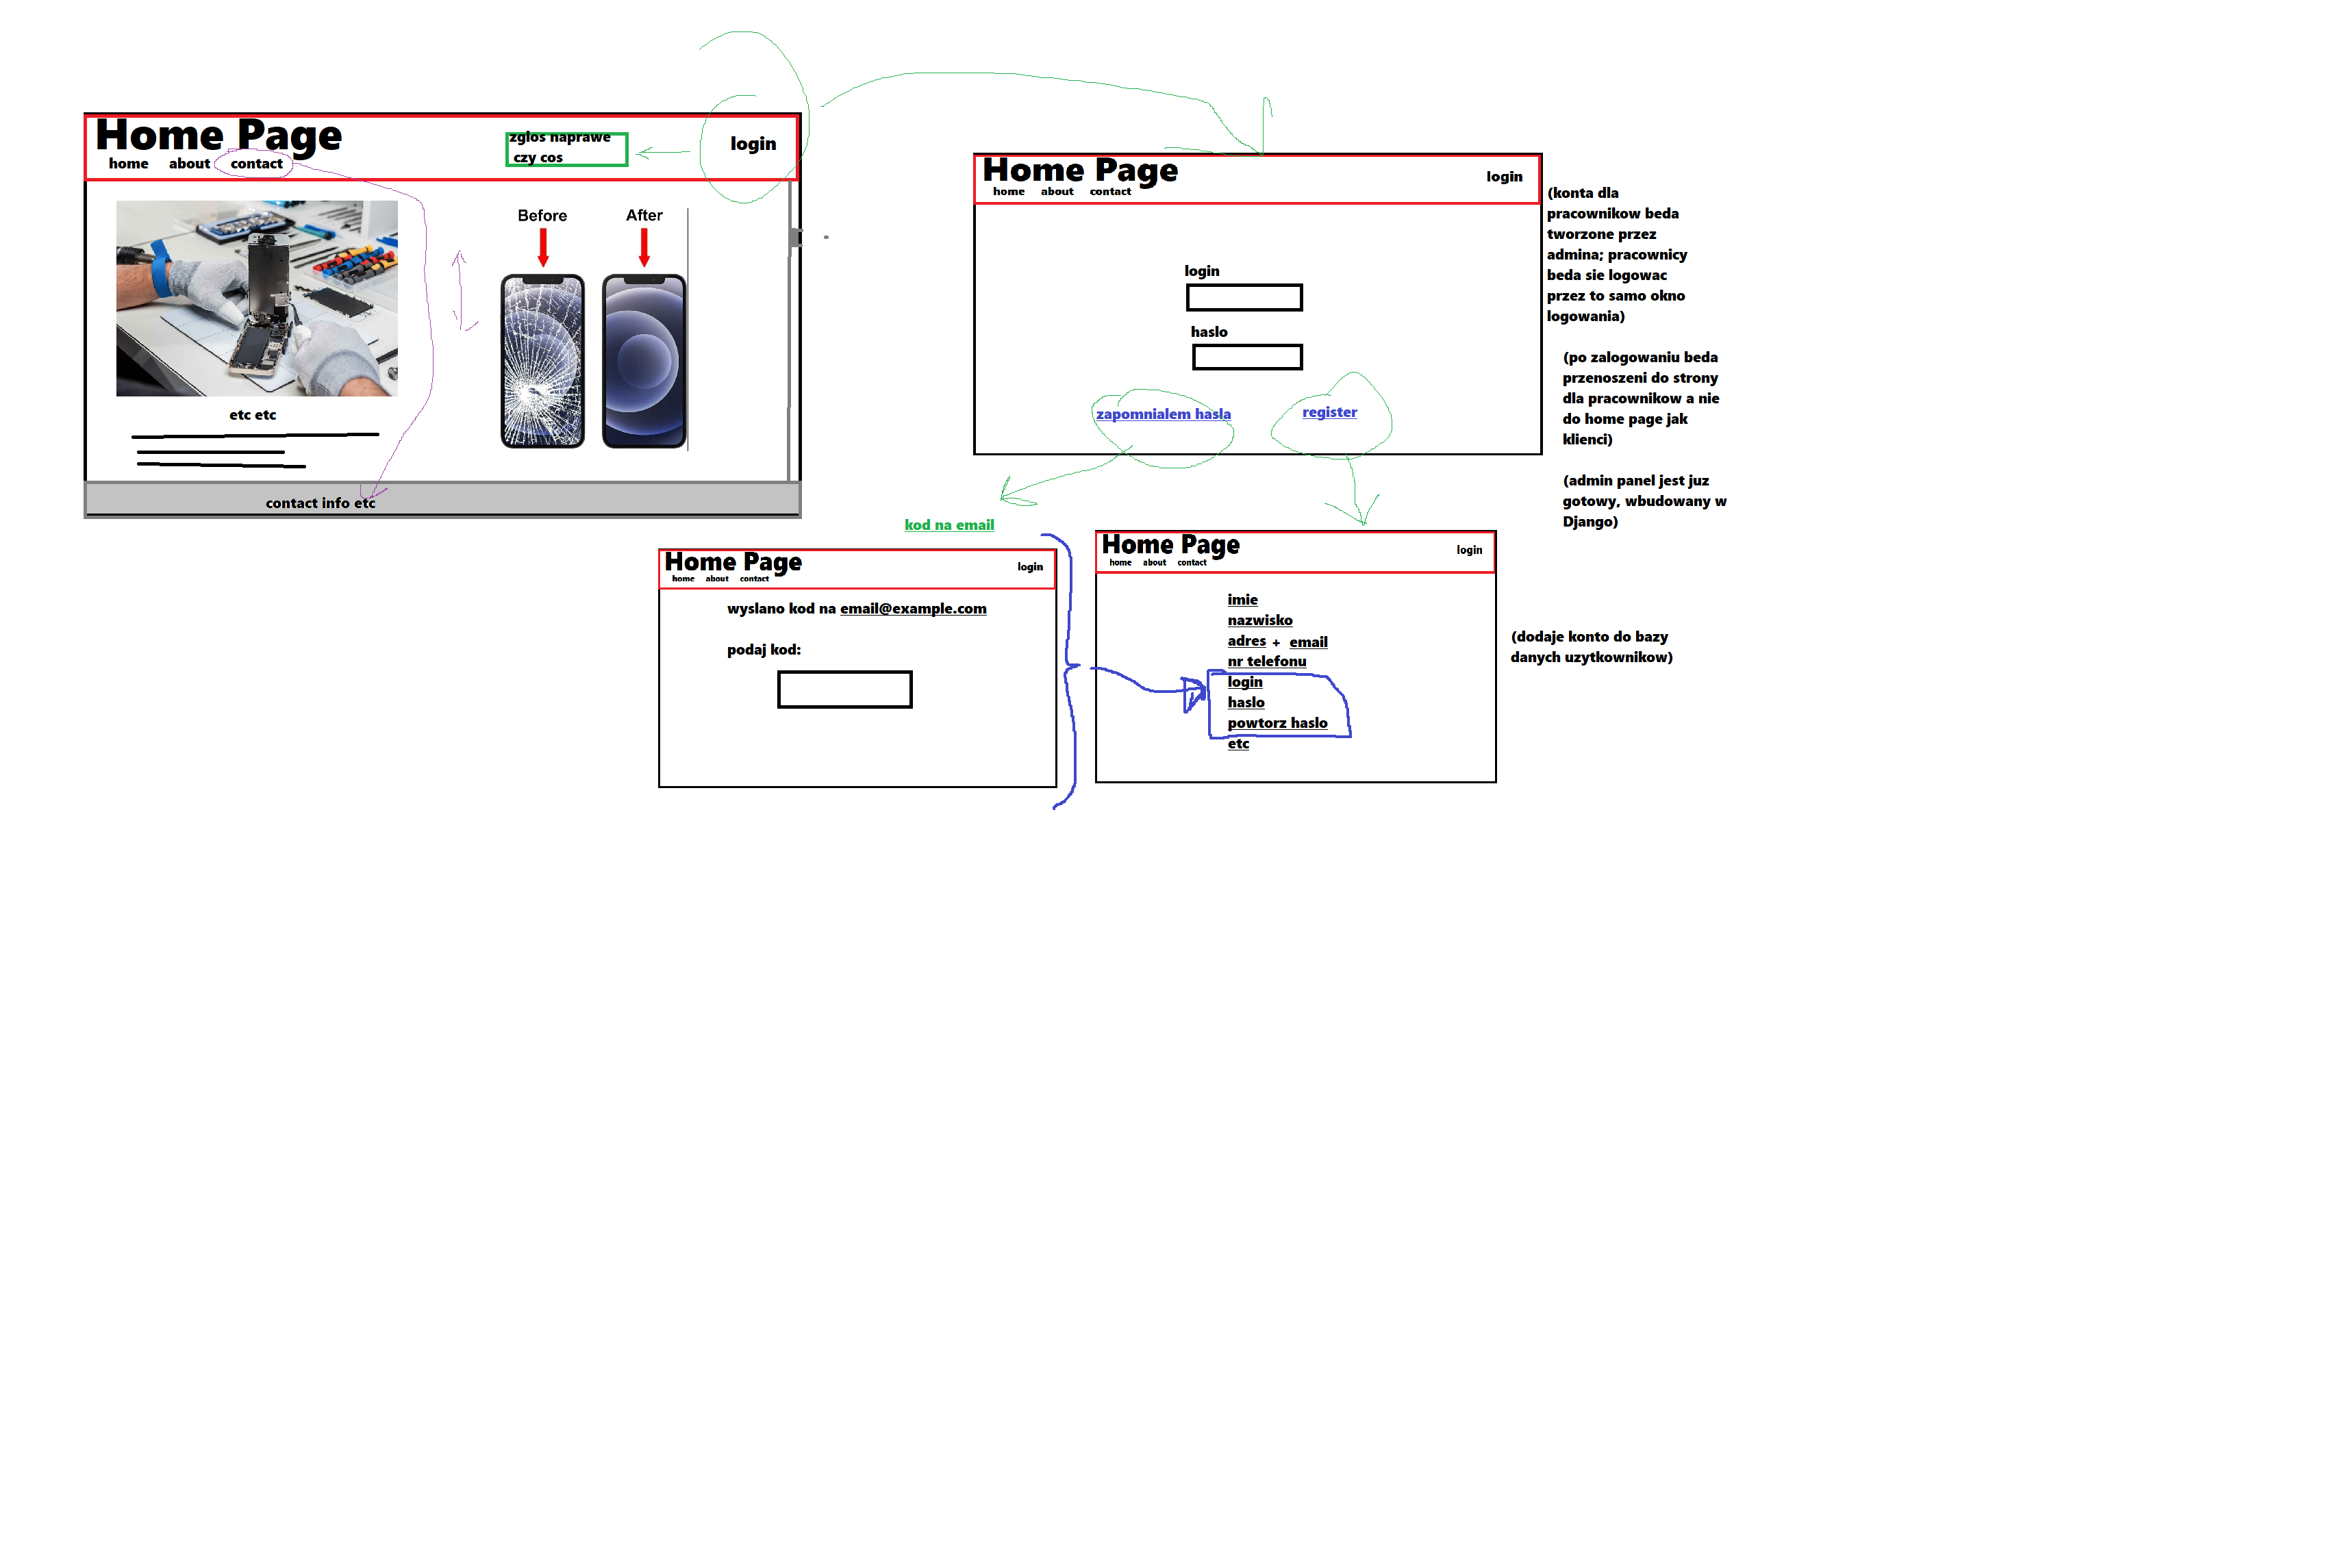 Home Page
home about contact
zglos naprawe
czy cos
login
Before After
etc etc
contact info etc
Home Page
home about contact
login
login
haslo
zapomnialem hasla
register
(konta dla
pracownikow beda
tworzone przez
admina; pracownicy
beda sie logowac
przez to samo okno
logowania)
(po zalogowaniu beda
przenoszeni do strony
dla pracownikow a nie
do home page jak
klienci)
(admin panel jest juz
gotowy, wbudowany w
Django)
kod na email
Home Page
home about contact
login
wyslano kod na email@example.com
podaj kod:
Home Page
home about contact
login
imie
nazwisko
adres + email
nr telefonu
login
haslo
powtorz haslo
etc
(dodaje konto do bazy
danych uzytkownikow)